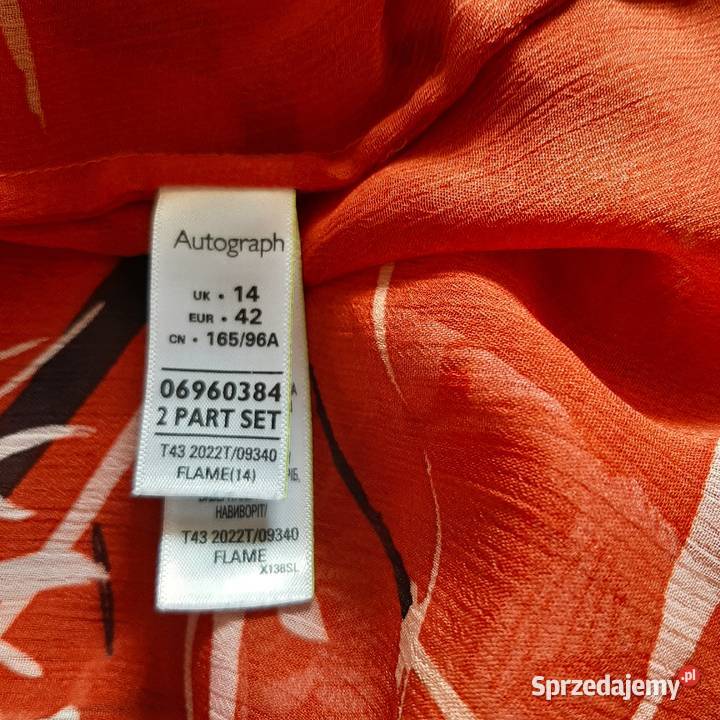 Autograph
UK • 14
EUR • 42
CN • 165/96A
06960384
2 PART SET
T43 2022T/09340
FLAME(14)
НАВИВОРІТ/
T43 2022T/09340
FLAME
X138SL
Sprzedajemy.pl